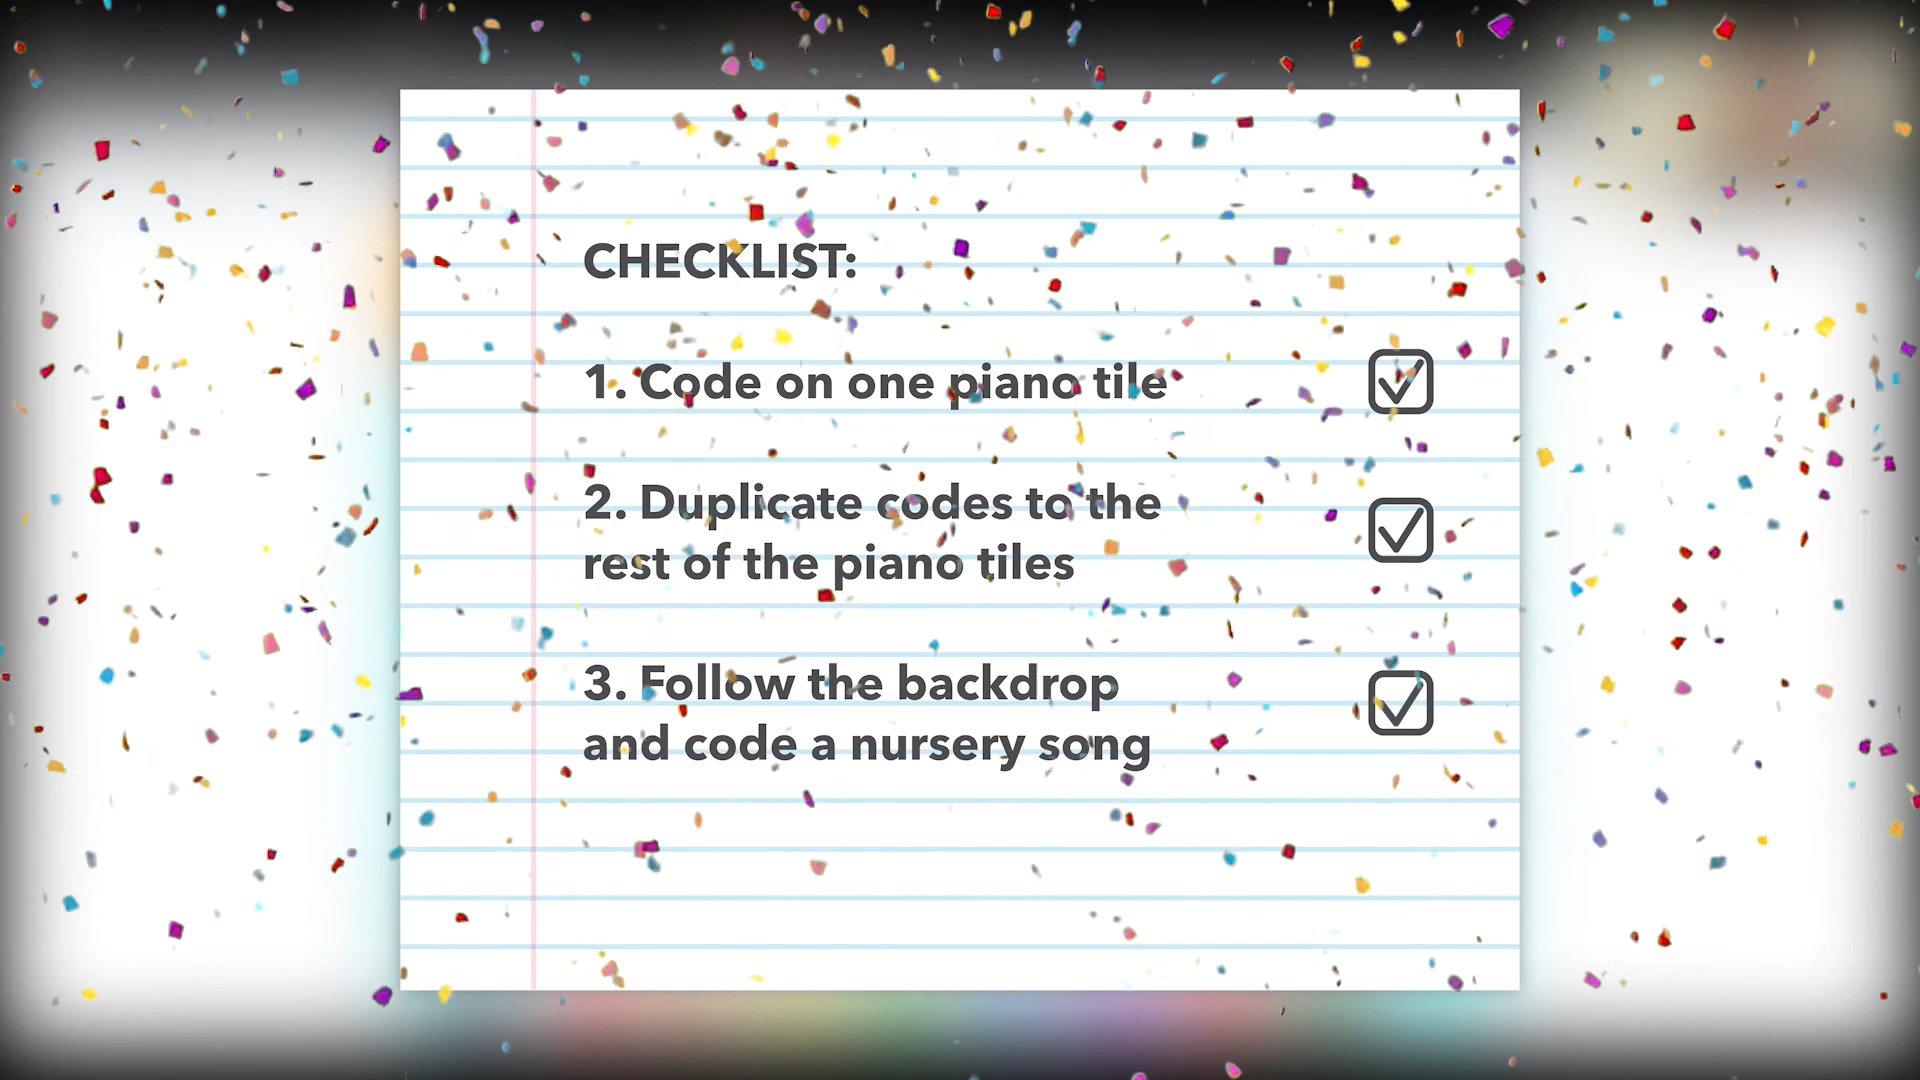 CHECKLIST:
1. Code on one piano tile
2. Duplicate codes to the
rest of the piano tiles
3. Follow the backdrop
and code a nursery song